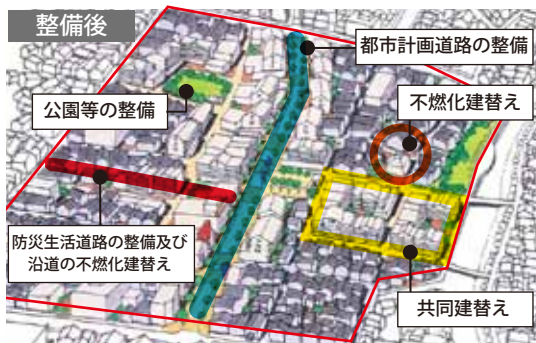 整備後
都市計画道路の整備
公園等の整備
不燃化建替え
防災生活道路の整備及び
沿道の不燃化建替え
共同建替え